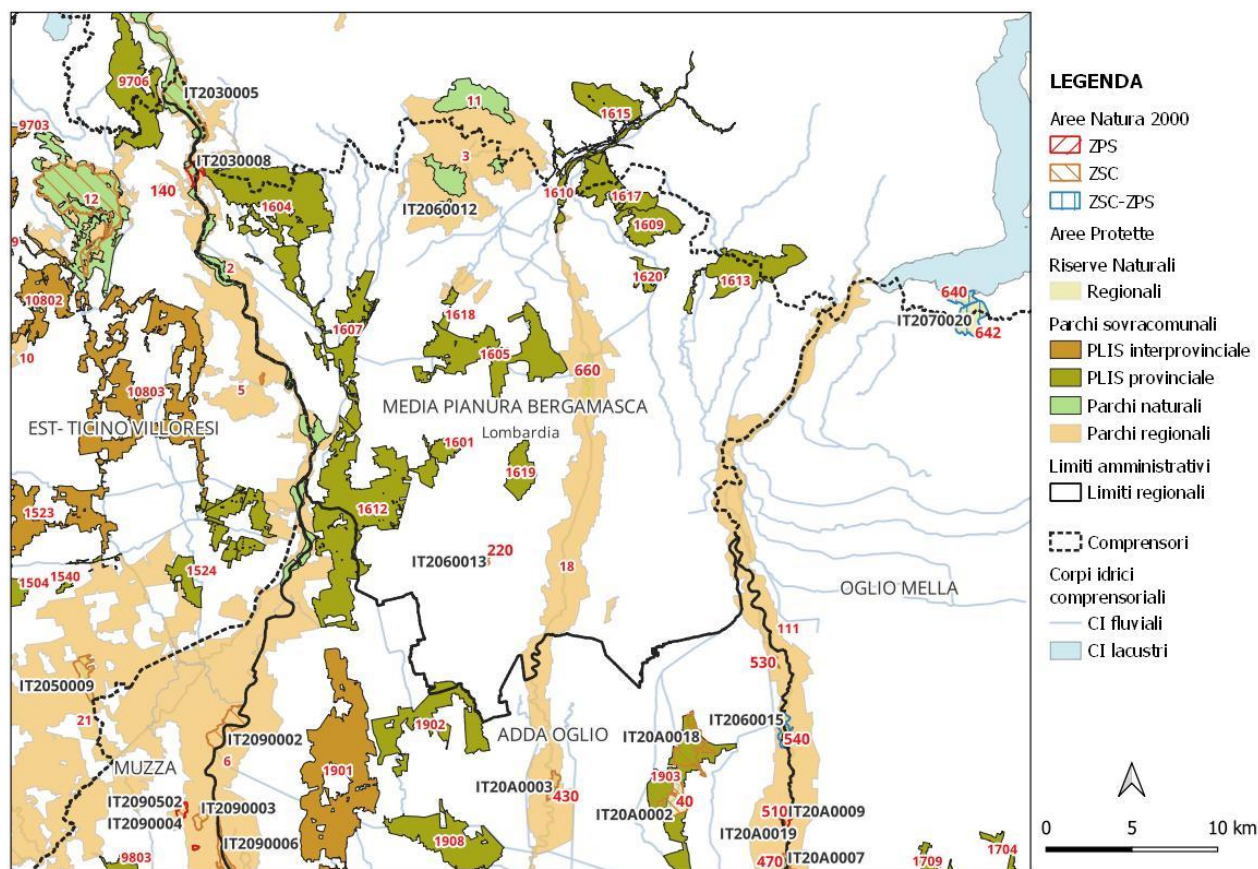 9706
IT2030005
11
1615
9703
IT2030008
3
12
140
1604
1610
1617
IT2060012
1609
9
2
1620
1613
10802
640
IT2070020
642
1618
1607
1605
10
660
5
10803
MEDIA PIANURA BERGAMASCA
EST- TICINO VILLORESI
Lombardia
1601
1619
1523
1612
220
IT2060013
18
1504
1540
1524
OGLIO MELLA
111
530
IT2050009
21
IT2060015
1902
540
IT2090002
ADDA OGLIO
IT20A0018
6
MUZZA
1901
1903
IT20A0003
430
40
IT2090502
IT2090003
IT20A0002
510
IT20A0009
IT2090004
IT20A0019
IT2090006
1908
9803
470
IT20A0007
1709
1704
LEGENDA
Aree Natura 2000
ZPS
ZSC
ZSC-ZPS
Aree Protette
Riserve Naturali
Regionali
Parchi sovracomunali
PLIS interprovinciale
PLIS provinciale
Parchi naturali
Parchi regionali
Limiti amministrativi
Limiti regionali
Comprensori
Corpi idrici
comprensoriali
CI fluviali
CI lacustri
0 5 10 km